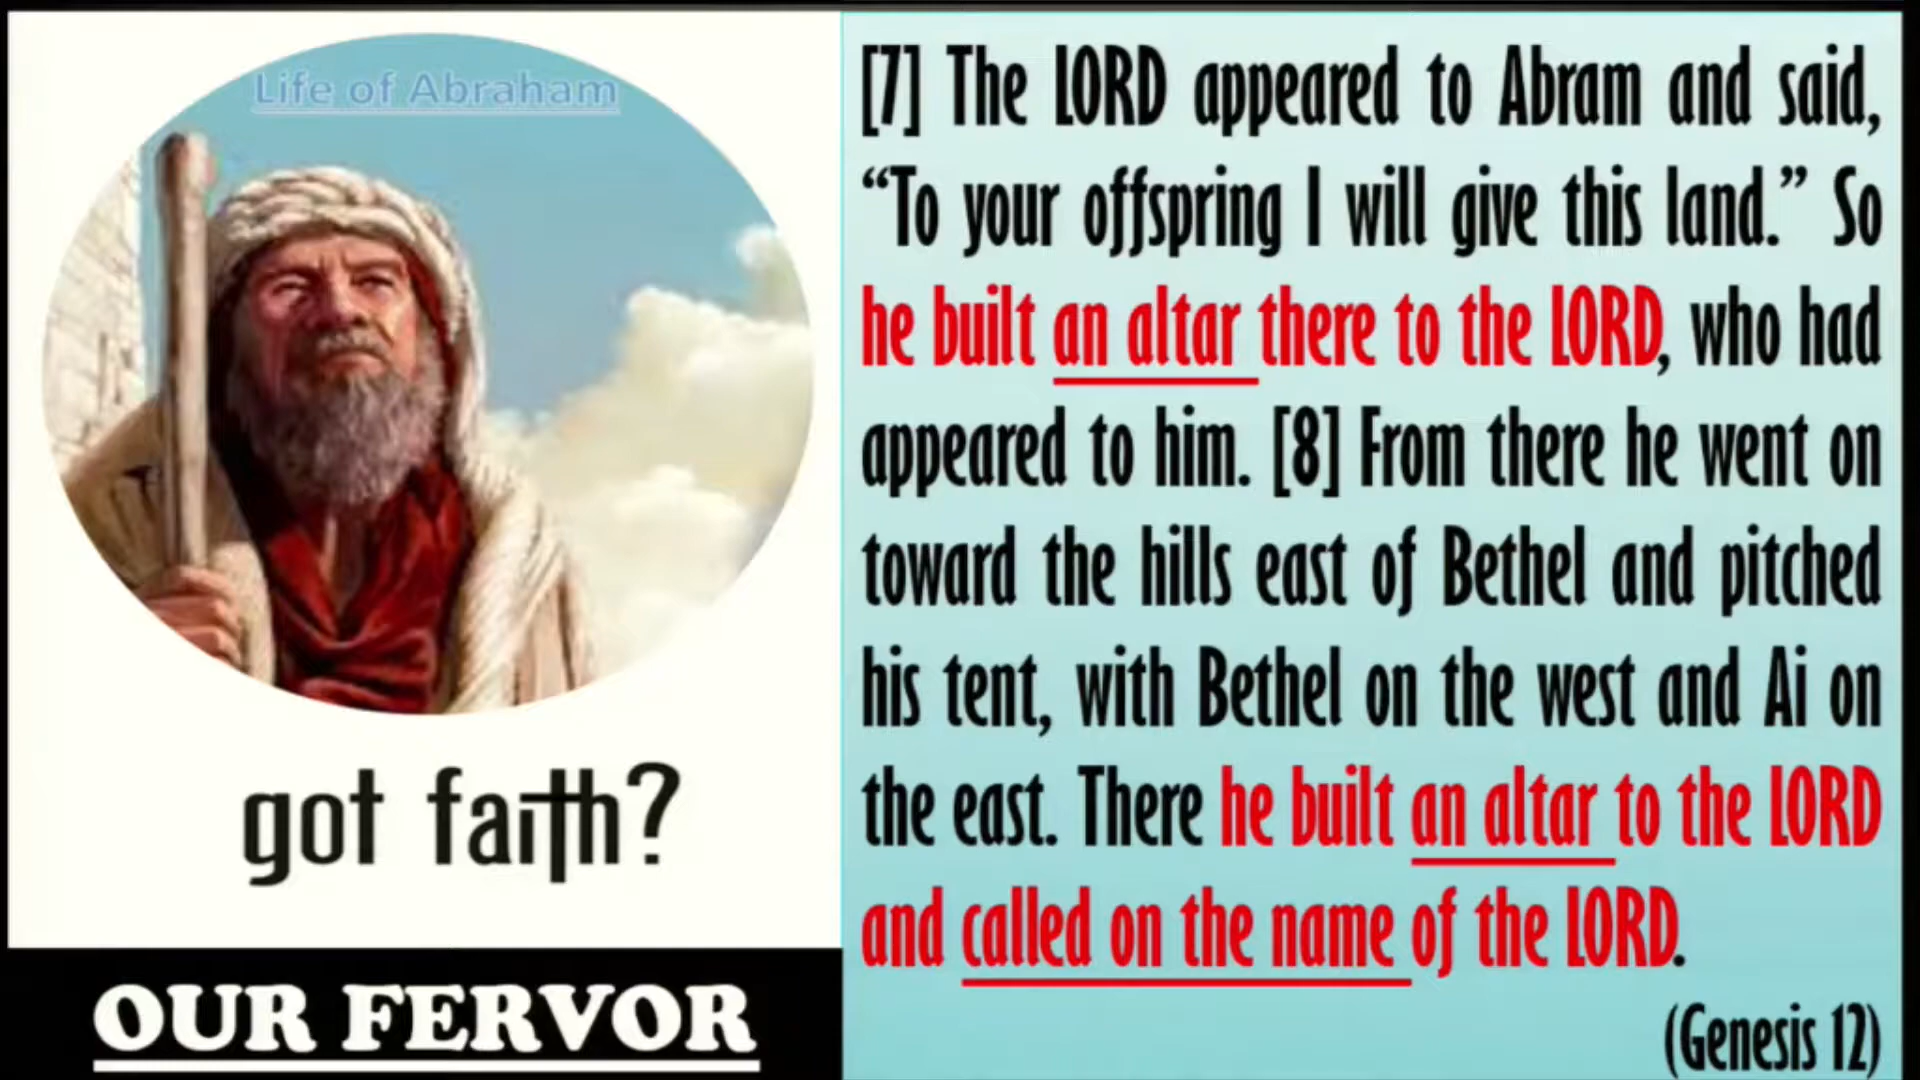 Life of Abraham
got faith?
OUR FERVOR
[7] The LORD appeared to Abram and said,
“To your offspring I will give this land.” So
he built an altar there to the LORD, who had
appeared to him. [8] From there he went on
toward the hills east of Bethel and pitched
his tent, with Bethel on the west and Ai on
the east. There he built an altar to the LORD
and called on the name of the LORD.
(Genesis 12)